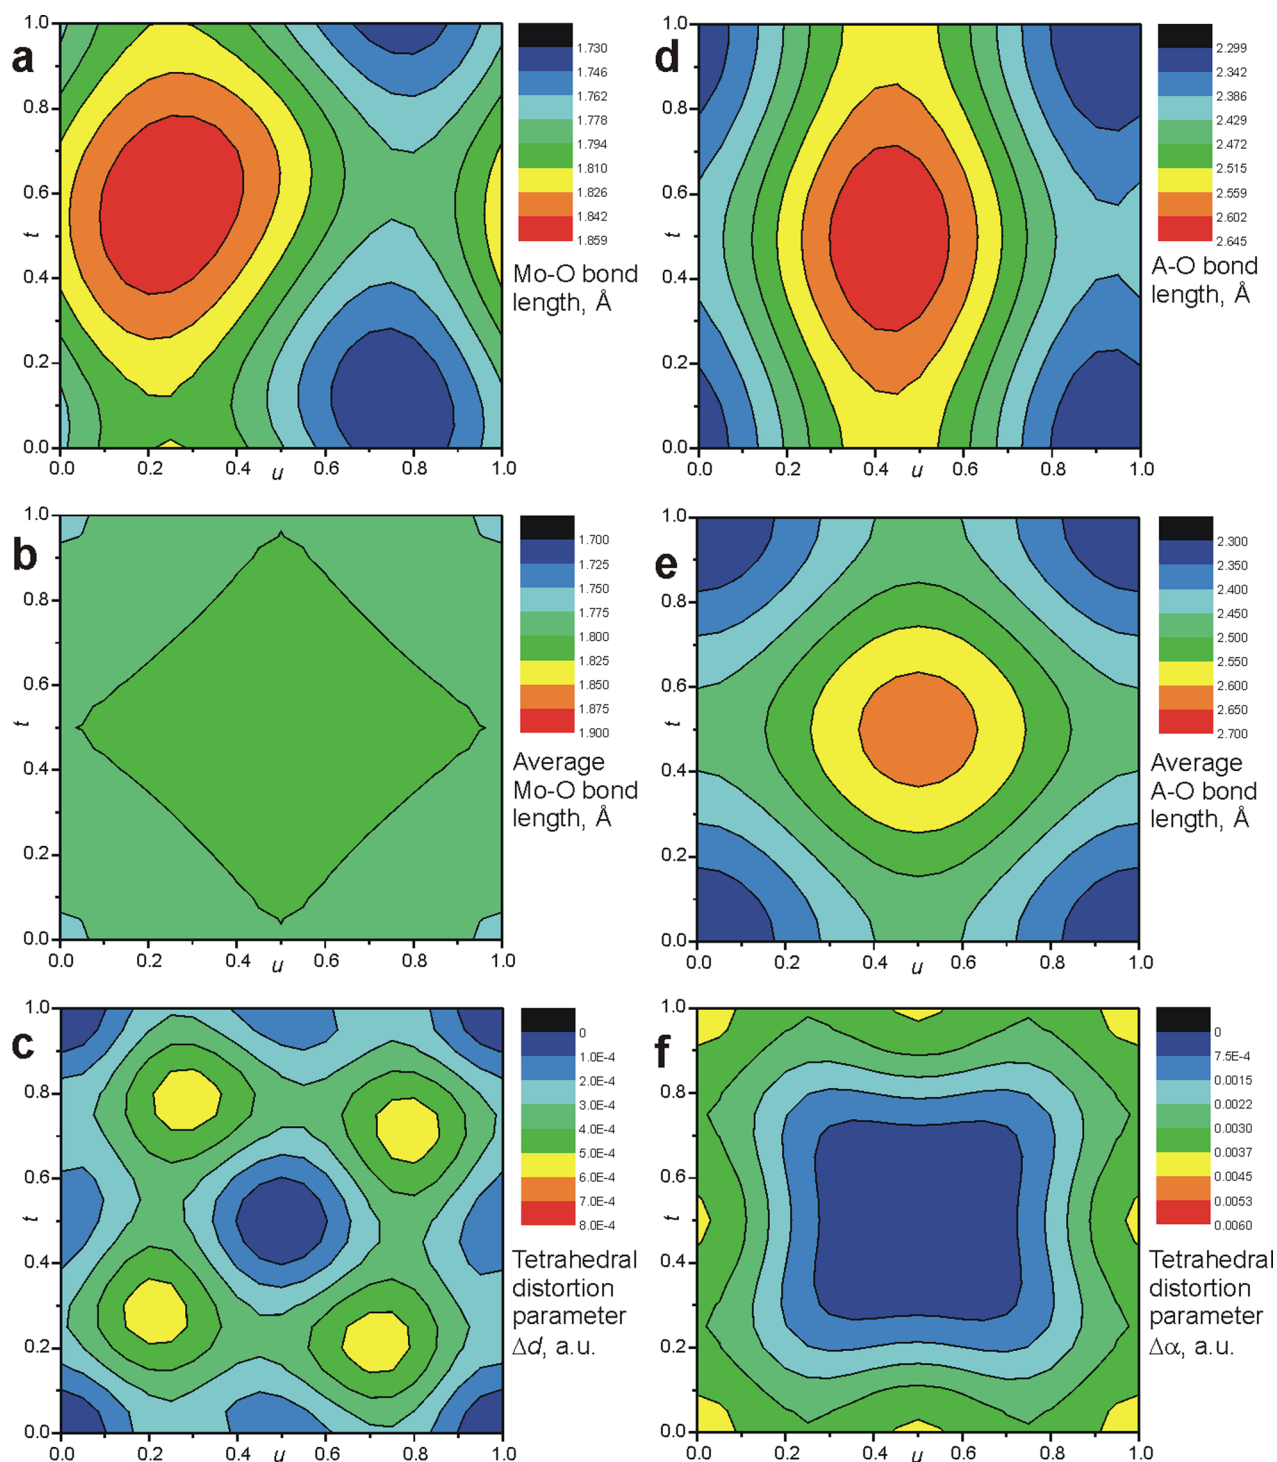 a
1.0
0.8
0.6
0.4
0.2
0.0
t
0.0 0.2 0.4 0.6 0.8 1.0
u
1.730
1.746
1.762
1.778
1.794
1.810
1.826
1.842
1.859
Mo-O bond
length, Å
d
1.0
0.8
0.6
0.4
0.2
0.0
t
0.0 0.2 0.4 0.6 0.8 1.0
u
2.299
2.342
2.386
2.429
2.472
2.515
2.559
2.602
2.645
A-O bond
length, Å
b
1.0
0.8
0.6
0.4
0.2
0.0
t
0.0 0.2 0.4 0.6 0.8 1.0
u
1.700
1.725
1.750
1.775
1.800
1.825
1.850
1.875
1.900
Average
Mo-O bond
length, Å
e
1.0
0.8
0.6
0.4
0.2
0.0
t
0.0 0.2 0.4 0.6 0.8 1.0
u
2.300
2.350
2.400
2.450
2.500
2.550
2.600
2.650
2.700
Average
A-O bond
length, Å
c
1.0
0.8
0.6
0.4
0.2
0.0
t
0.0 0.2 0.4 0.6 0.8 1.0
u
0
1.0E-4
2.0E-4
3.0E-4
4.0E-4
5.0E-4
6.0E-4
7.0E-4
8.0E-4
Tetrahedral
distortion
parameter
Δd, a.u.
f
1.0
0.8
0.6
0.4
0.2
0.0
t
0.0 0.2 0.4 0.6 0.8 1.0
u
0
7.5E-4
0.0015
0.0022
0.0030
0.0037
0.0045
0.0053
0.0060
Tetrahedral
distortion
parameter
Δα, a.u.